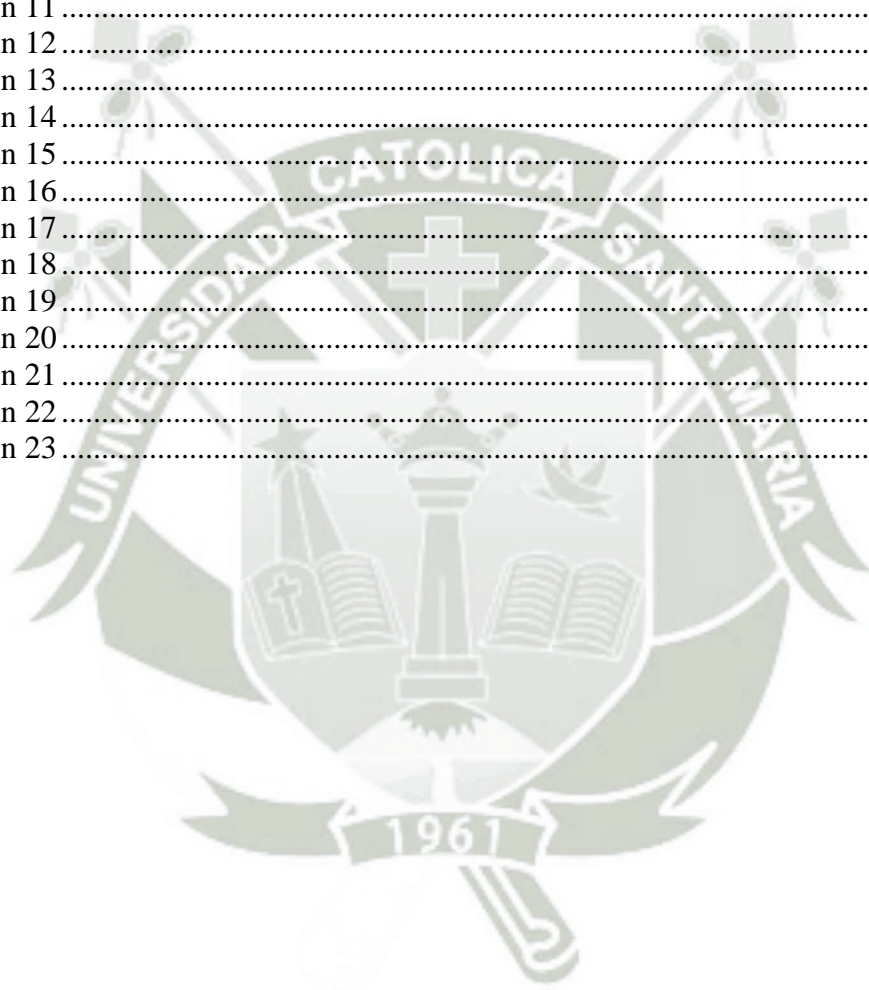 n 11 ........................................................................................................
n 12 ........................................................................................................
n 13 ........................................................................................................
n 14 ........................................................................................................
n 15 ........................................................................................................
n 16 ........................................................................................................
n 17 ........................................................................................................
n 18 ........................................................................................................
n 19 ........................................................................................................
n 20 ........................................................................................................
n 21 ........................................................................................................
n 22 ........................................................................................................
n 23 ........................................................................................................
UNIVERSIDAD CATOLICA SANTA MARIA
1961